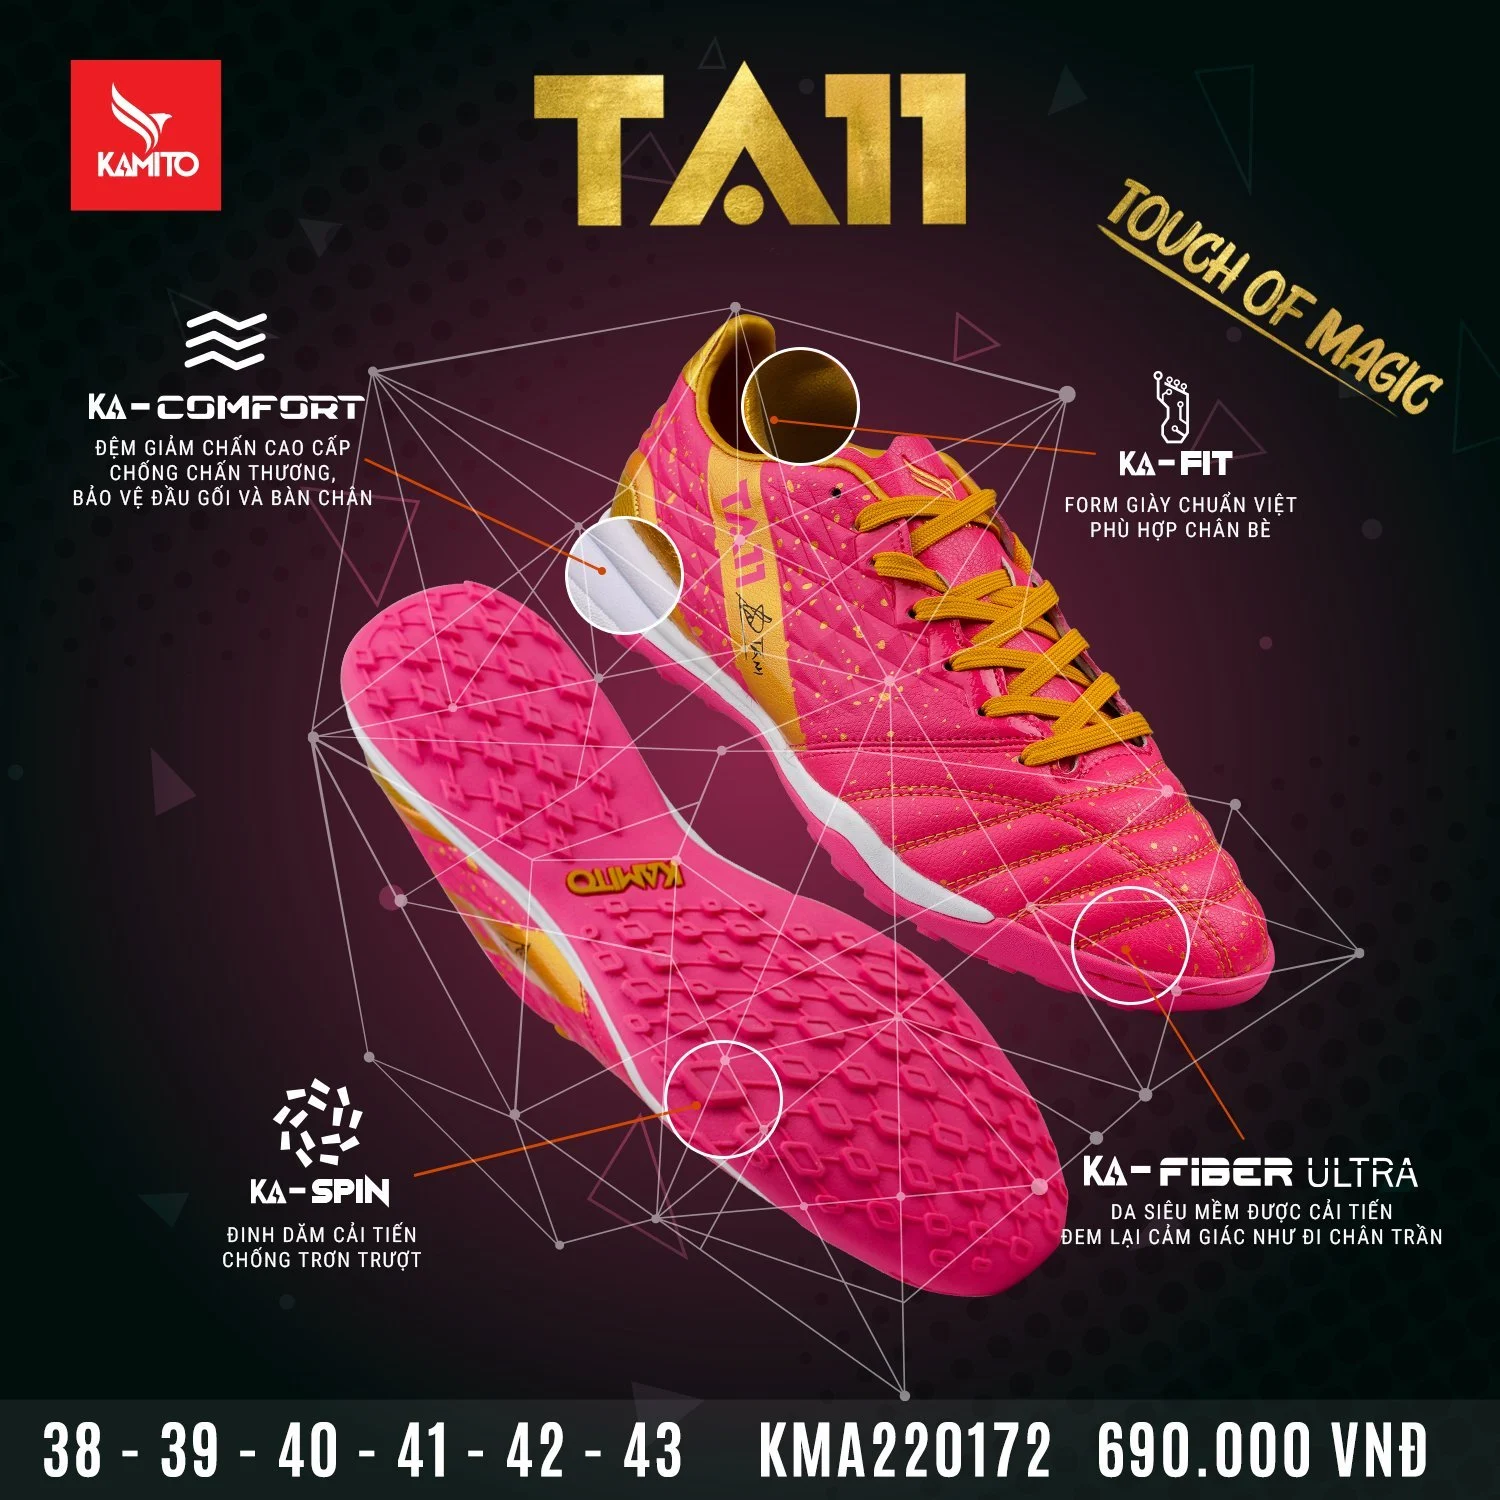 KAMITO
TA11
TOUCH OF MAGIC
KA-COMFORT
ĐỆM GIẢM CHẤN CAO CẤP
CHỐNG CHẤN THƯƠNG,
BẢO VỆ ĐẦU GỐI VÀ BÀN CHÂN
KA-FIT
FORM GIÀY CHUẨN VIỆT
PHÙ HỢP CHÂN BÈ
TA11
KAMITO
KA-SPIN
ĐINH DĂM CẢI TIẾN
CHỐNG TRƠN TRƯỢT
KA-FIBER ULTRA
DA SIÊU MỀM ĐƯỢC CẢI TIẾN
ĐEM LẠI CẢM GIÁC NHƯ ĐI CHÂN TRẦN
38 - 39 - 40 - 41 - 42 - 43 KMA220172 690.000 VNĐ